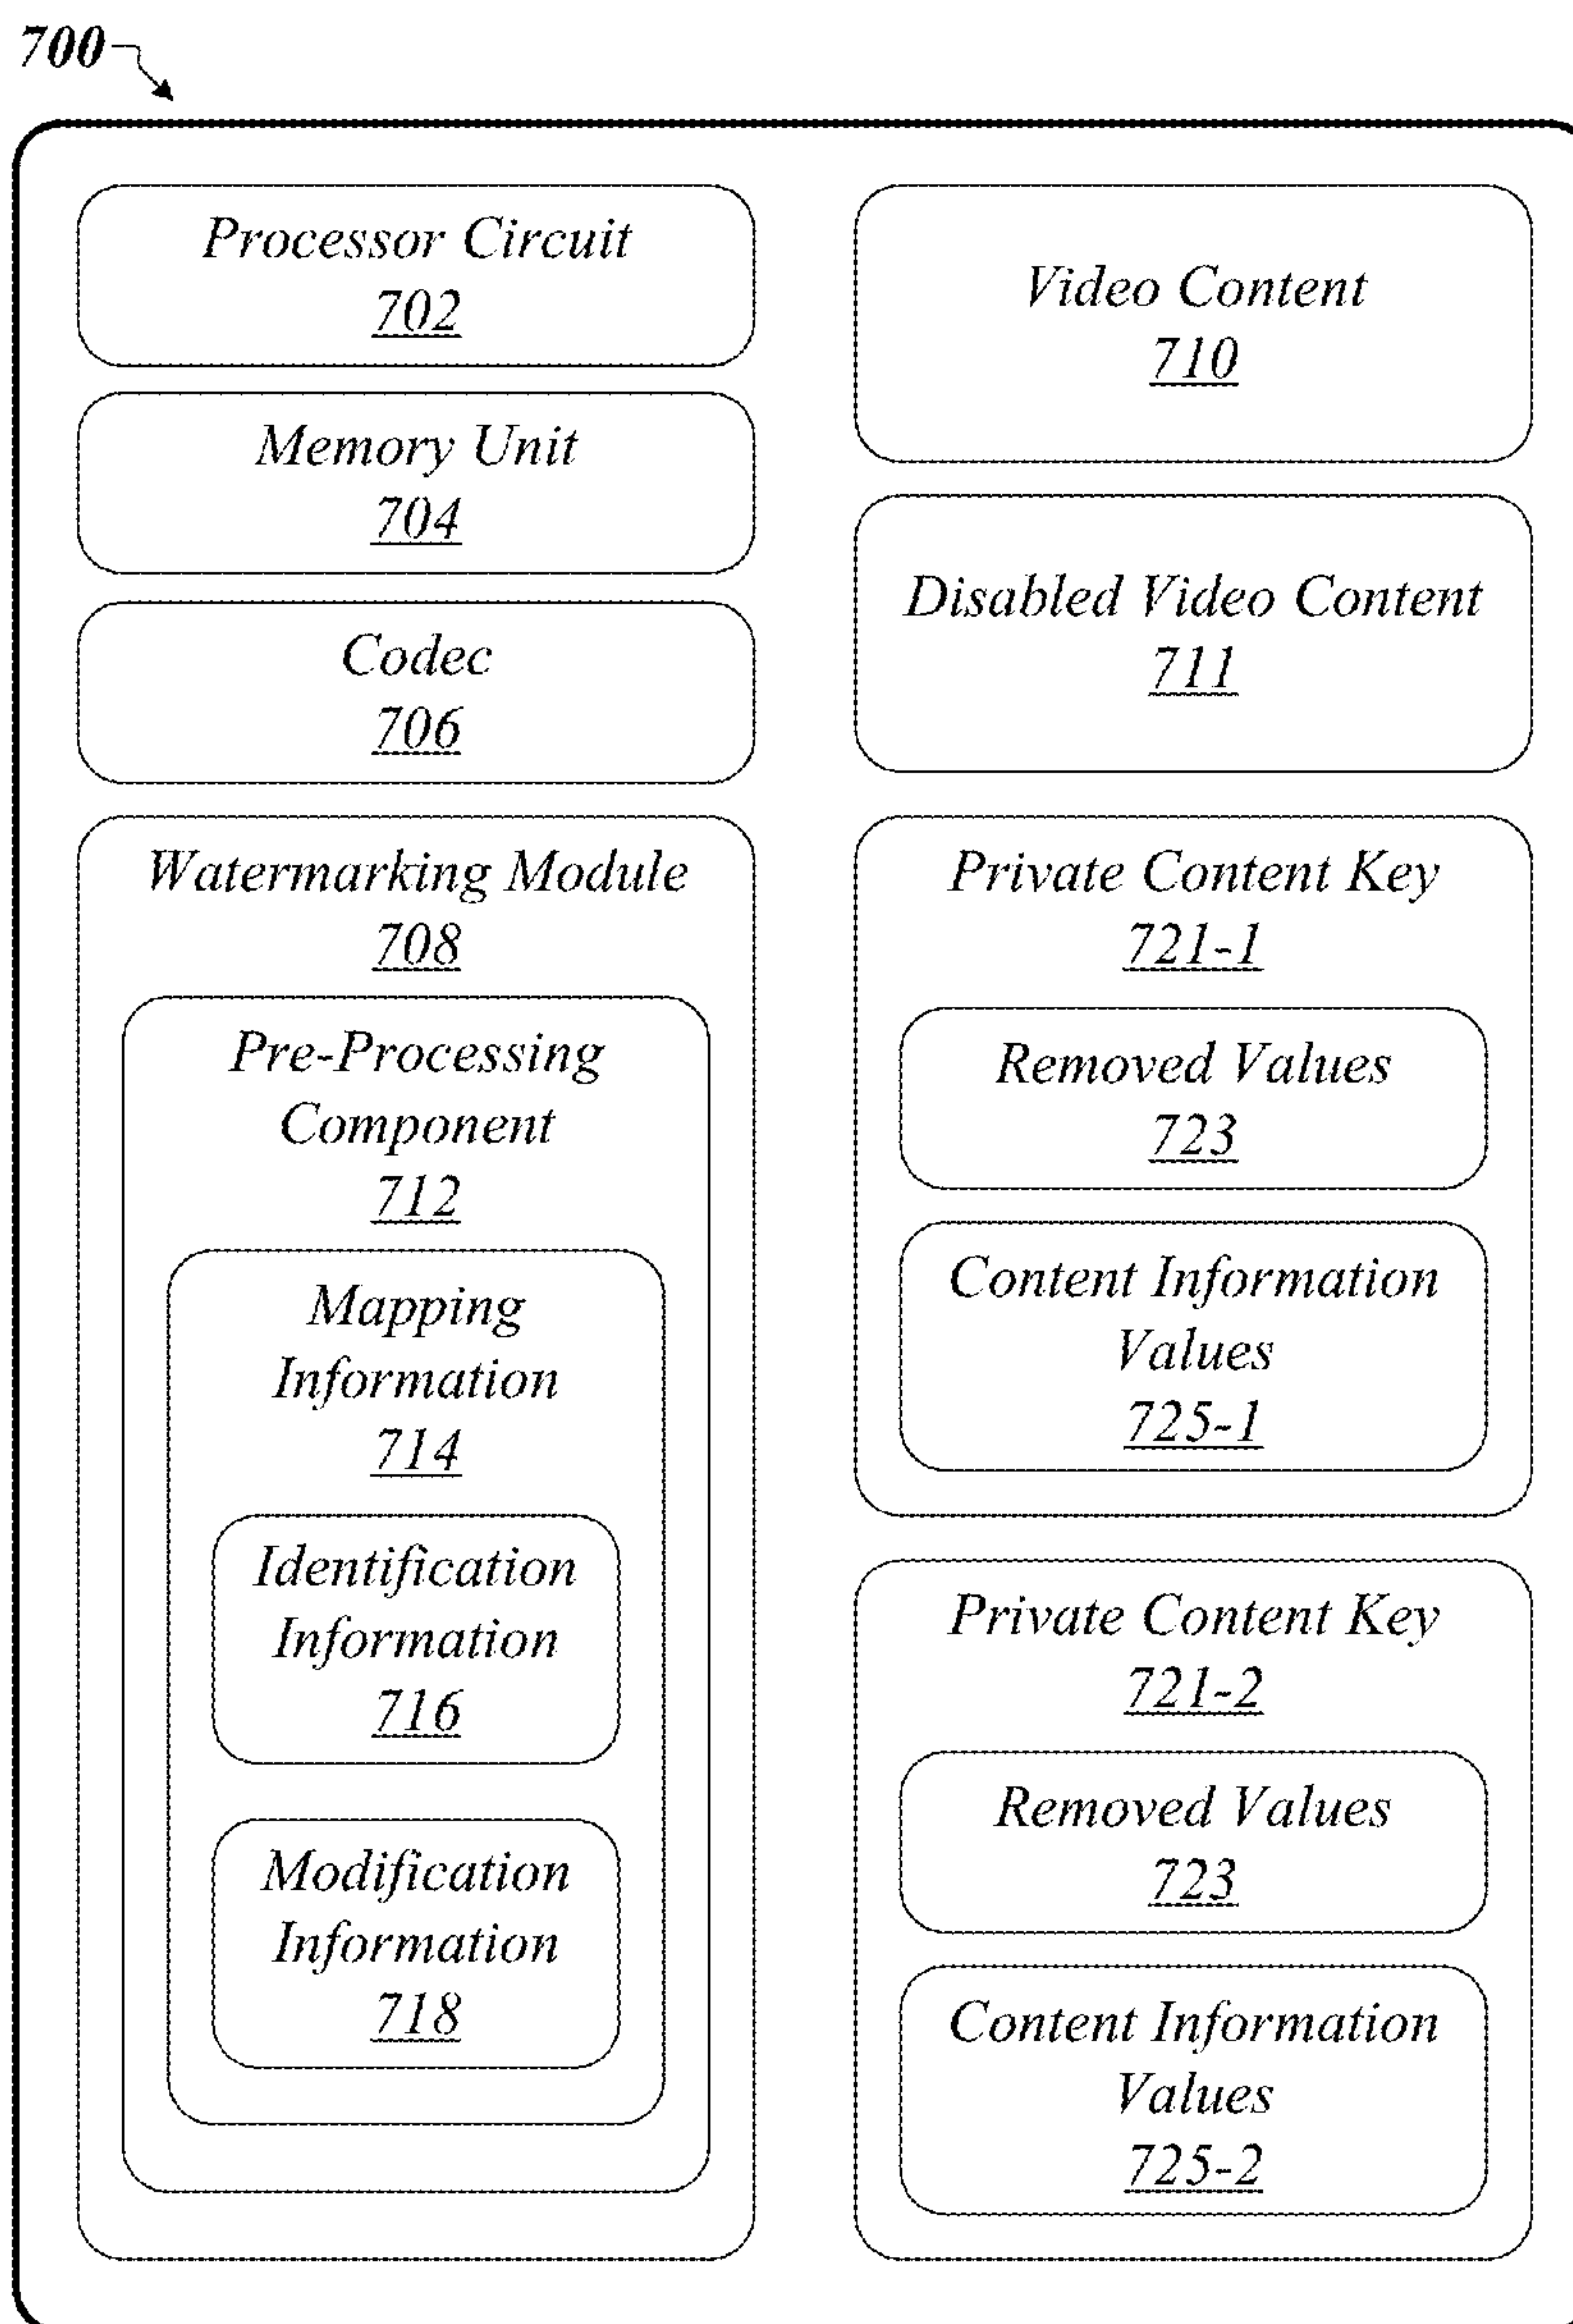 700
Processor Circuit
702
Memory Unit
704
Codec
706
Watermarking Module
708
Pre-Processing
Component
712
Mapping
Information
714
Identification
Information
716
Modification
Information
718
Video Content
710
Disabled Video Content
711
Private Content Key
721-1
Removed Values
723
Content Information
Values
725-1
Private Content Key
721-2
Removed Values
723
Content Information
Values
725-2